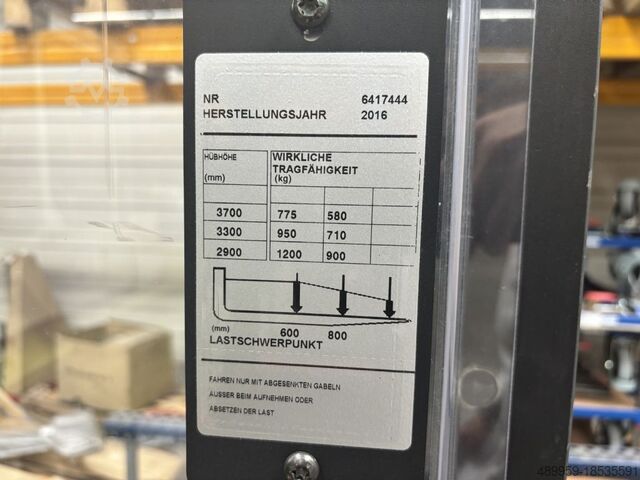 NR 6417444
HERSTELLUNGSJAHR 2016
HUBHÖHE WIRKLICHE
TRAGFÄHIGKEIT
(mm) (kg)
3700 775 580
3300 950 710
2900 1200 900
(mm) 600 800
LASTSCHWERPUNKT
FAHREN NUR MIT ABGESENKTEN GABELN
AUSSER BEIM AUFNEHMEN ODER
ABSETZEN DER LAST
489959-18535591